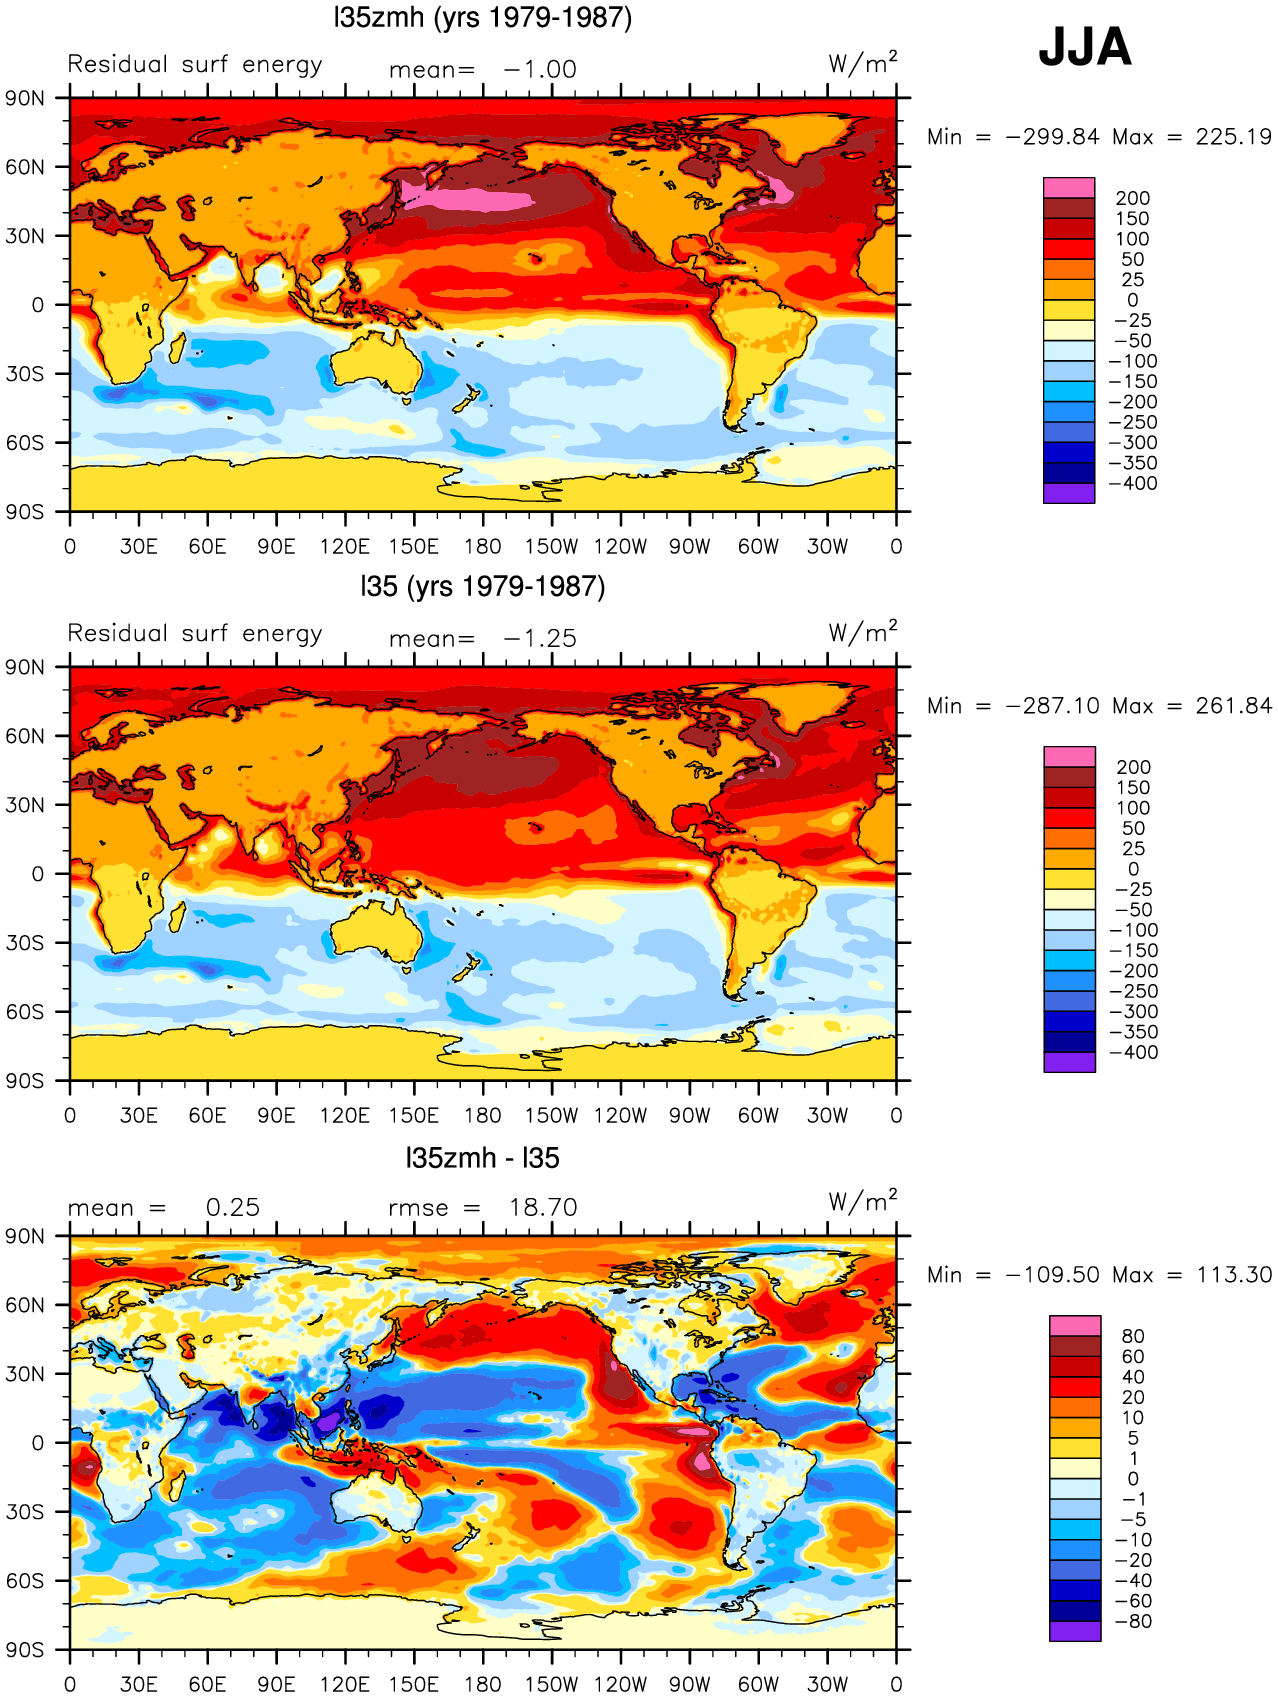 l35zmh (yrs 1979-1987)
JJA
Residual surf energy mean= −1.00 W/m²
Min = −299.84 Max = 225.19
90N
60N
30N
0
30S
60S
90S
0 30E 60E 90E 120E 150E 180 150W 120W 90W 60W 30W 0
200
150
100
50
25
0
−25
−50
−100
−150
−200
−250
−300
−350
−400
l35 (yrs 1979-1987)
Residual surf energy mean= −1.25 W/m²
Min = −287.10 Max = 261.84
90N
60N
30N
0
30S
60S
90S
0 30E 60E 90E 120E 150E 180 150W 120W 90W 60W 30W 0
200
150
100
50
25
0
−25
−50
−100
−150
−200
−250
−300
−350
−400
l35zmh - l35
mean = 0.25 rmse = 18.70 W/m²
Min = −109.50 Max = 113.30
90N
60N
30N
0
30S
60S
90S
0 30E 60E 90E 120E 150E 180 150W 120W 90W 60W 30W 0
80
60
40
20
10
5
1
0
−1
−5
−10
−20
−40
−60
−80